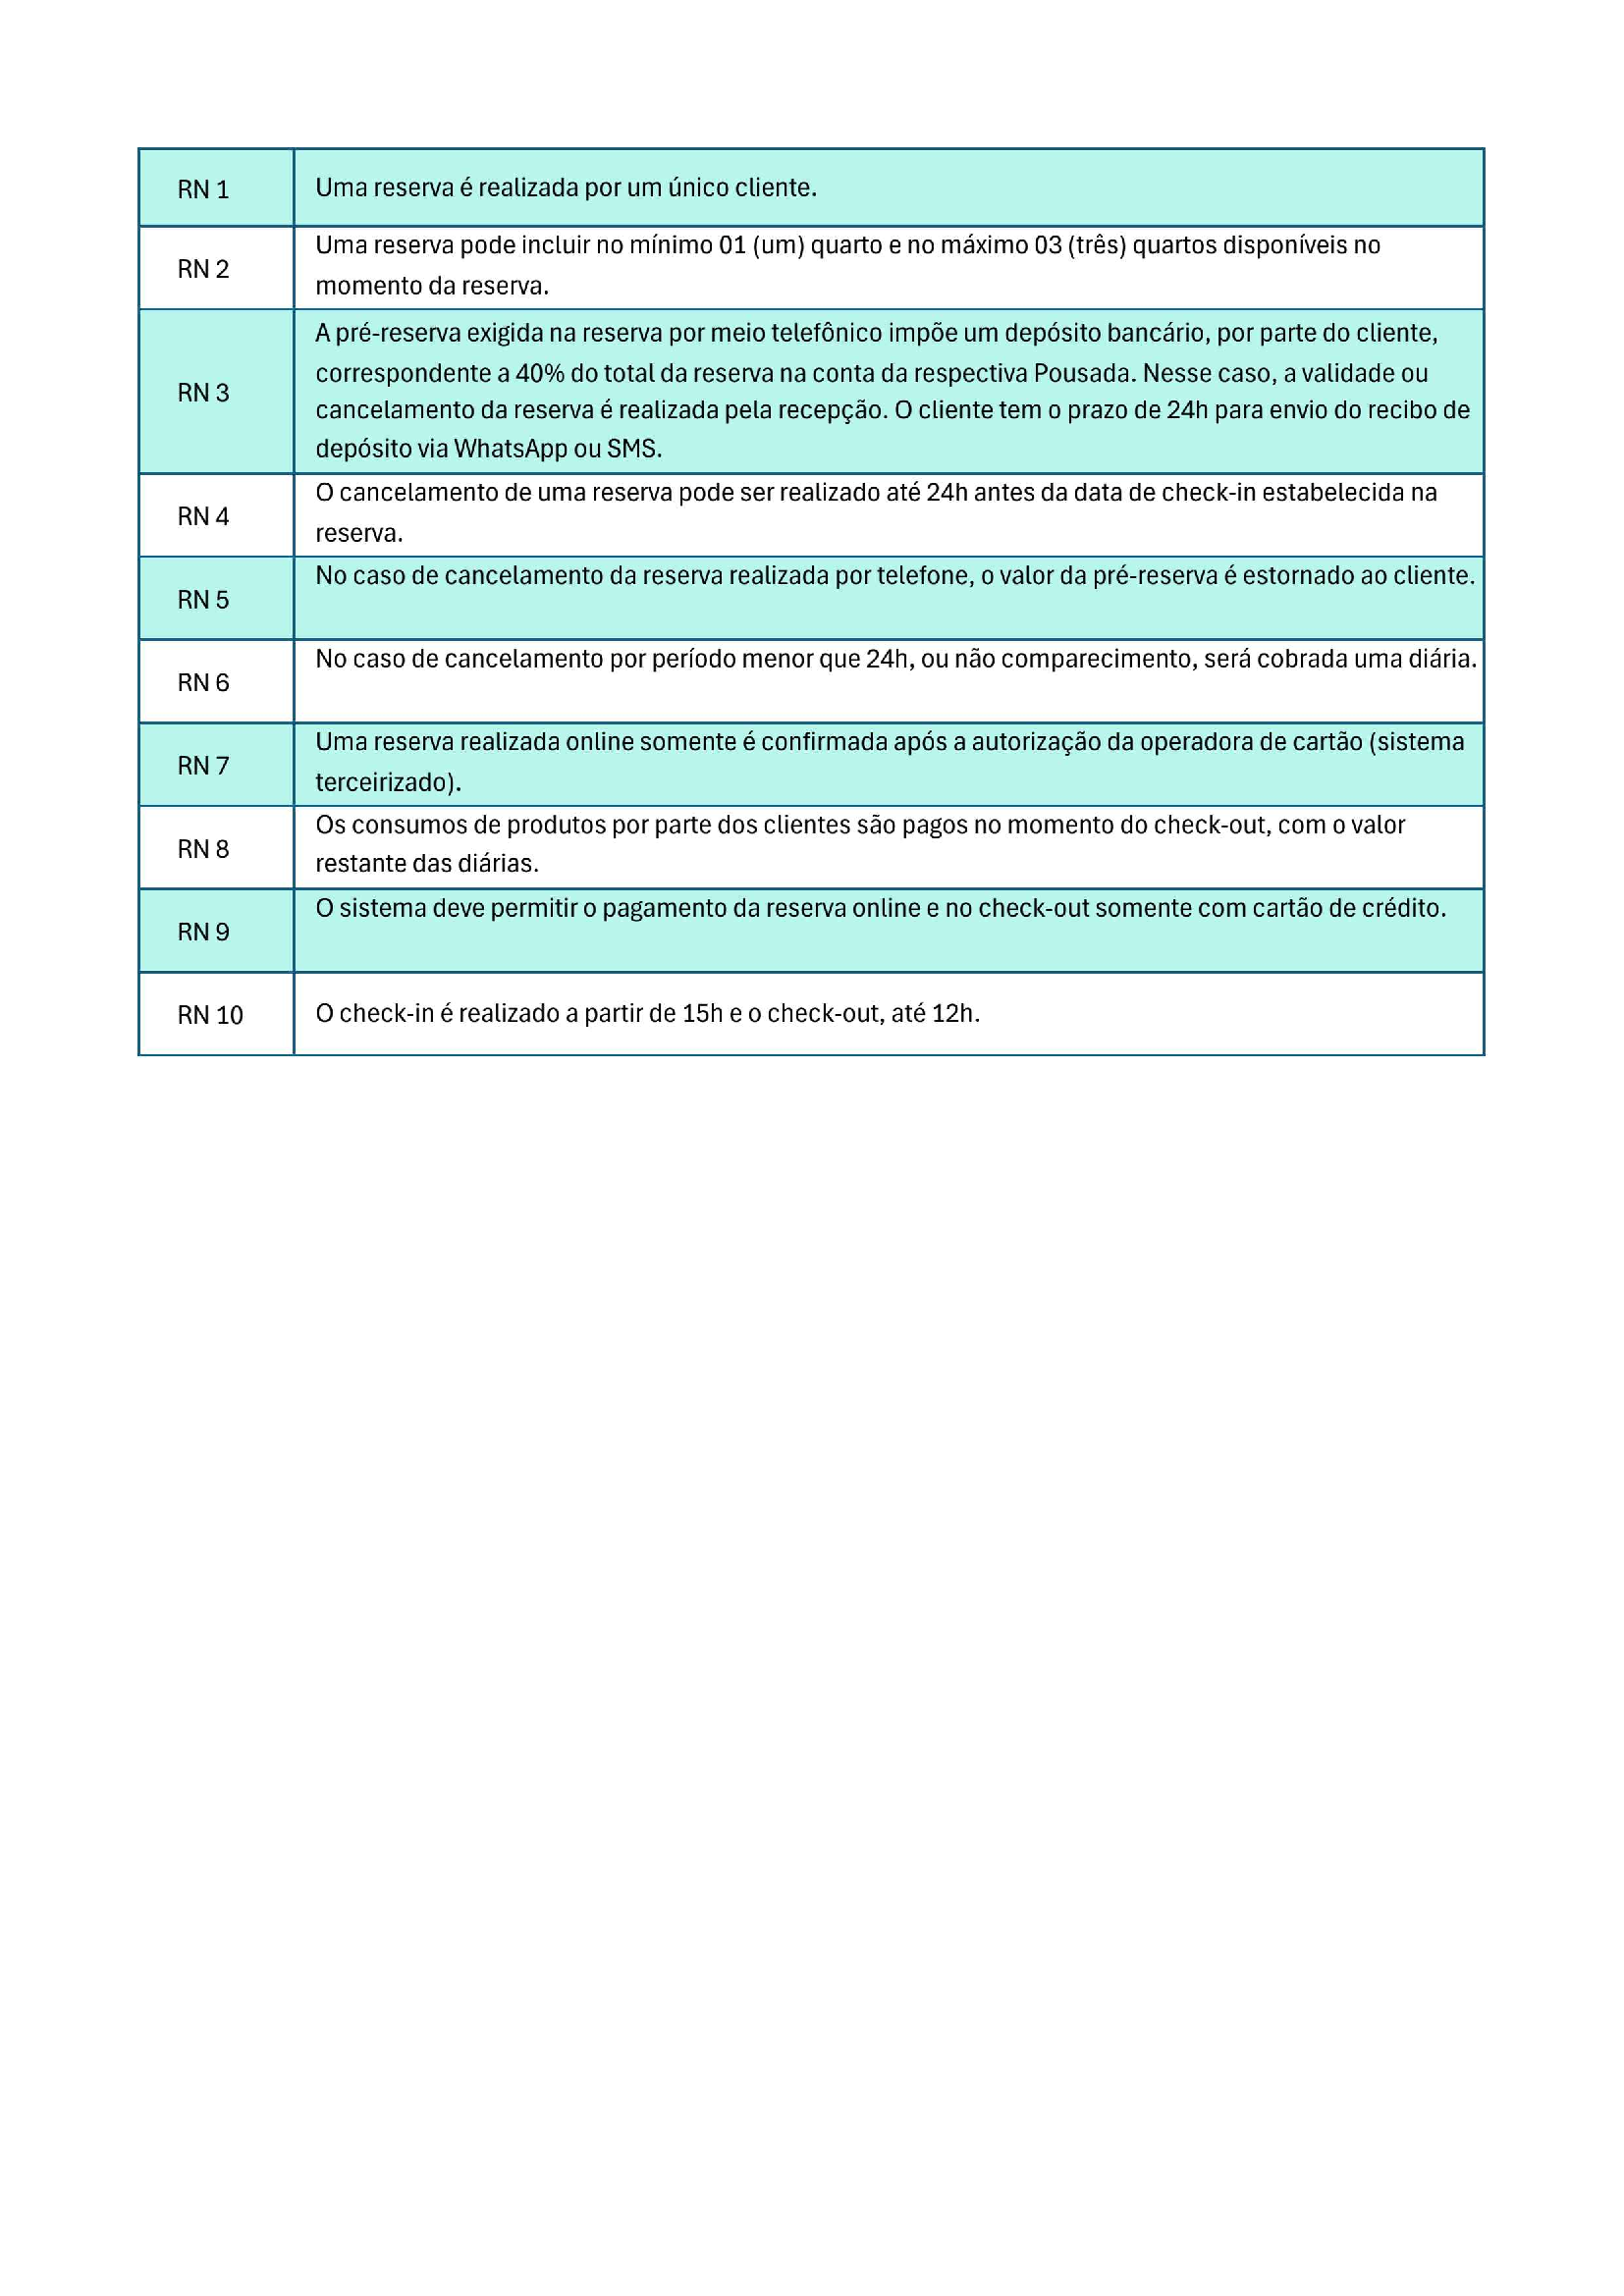 RN 1
Uma reserva é realizada por um único cliente.
RN 2
Uma reserva pode incluir no mínimo 01 (um) quarto e no máximo 03 (três) quartos disponíveis no
momento da reserva.
RN 3
A pré-reserva exigida na reserva por meio telefônico impõe um depósito bancário, por parte do cliente,
correspondente a 40% do total da reserva na conta da respectiva Pousada. Nesse caso, a validade ou
cancelamento da reserva é realizada pela recepção. O cliente tem o prazo de 24h para envio do recibo de
depósito via WhatsApp ou SMS.
RN 4
O cancelamento de uma reserva pode ser realizado até 24h antes da data de check-in estabelecida na
reserva.
RN 5
No caso de cancelamento da reserva realizada por telefone, o valor da pré-reserva é estornado ao cliente.
RN 6
No caso de cancelamento por período menor que 24h, ou não comparecimento, será cobrada uma diária.
RN 7
Uma reserva realizada online somente é confirmada após a autorização da operadora de cartão (sistema
terceirizado).
RN 8
Os consumos de produtos por parte dos clientes são pagos no momento do check-out, com o valor
restante das diárias.
RN 9
O sistema deve permitir o pagamento da reserva online e no check-out somente com cartão de crédito.
RN 10
O check-in é realizado a partir de 15h e o check-out, até 12h.